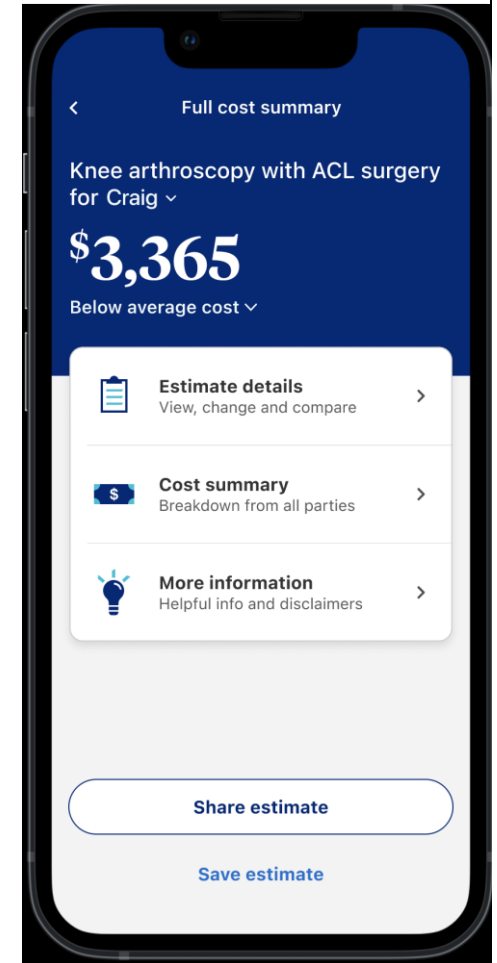 Full cost summary
Knee arthroscopy with ACL surgery
for Craig
$3,365
Below average cost
Estimate details
View, change and compare
$
Cost summary
Breakdown from all parties
More information
Helpful info and disclaimers
Share estimate
Save estimate